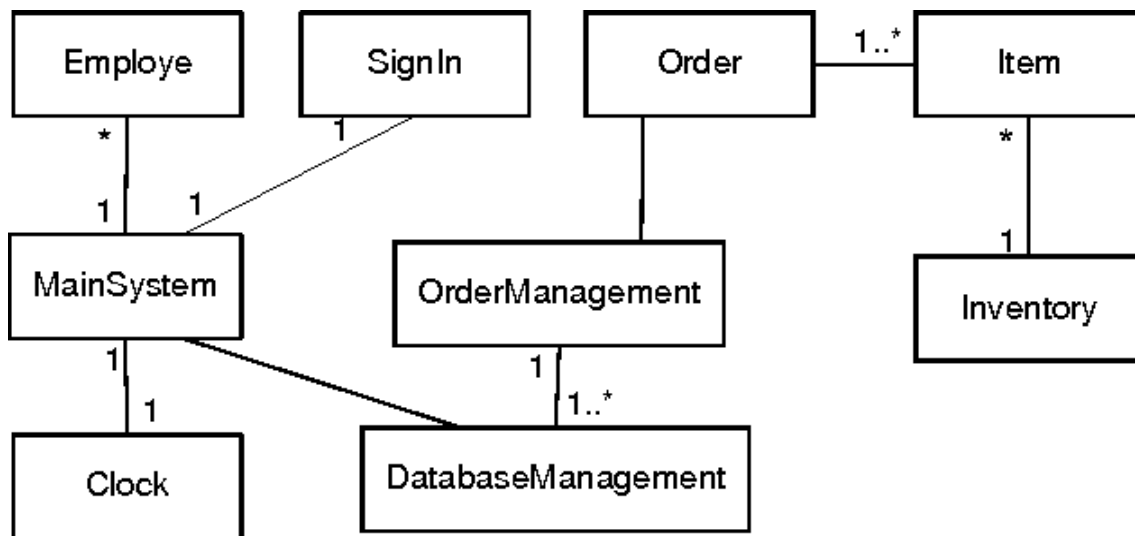 Employe
SignIn
Order
1..*
Item
*
1
*
1
1
1
MainSystem
OrderManagement
Inventory
1
1
1
1..*
Clock
DatabaseManagement